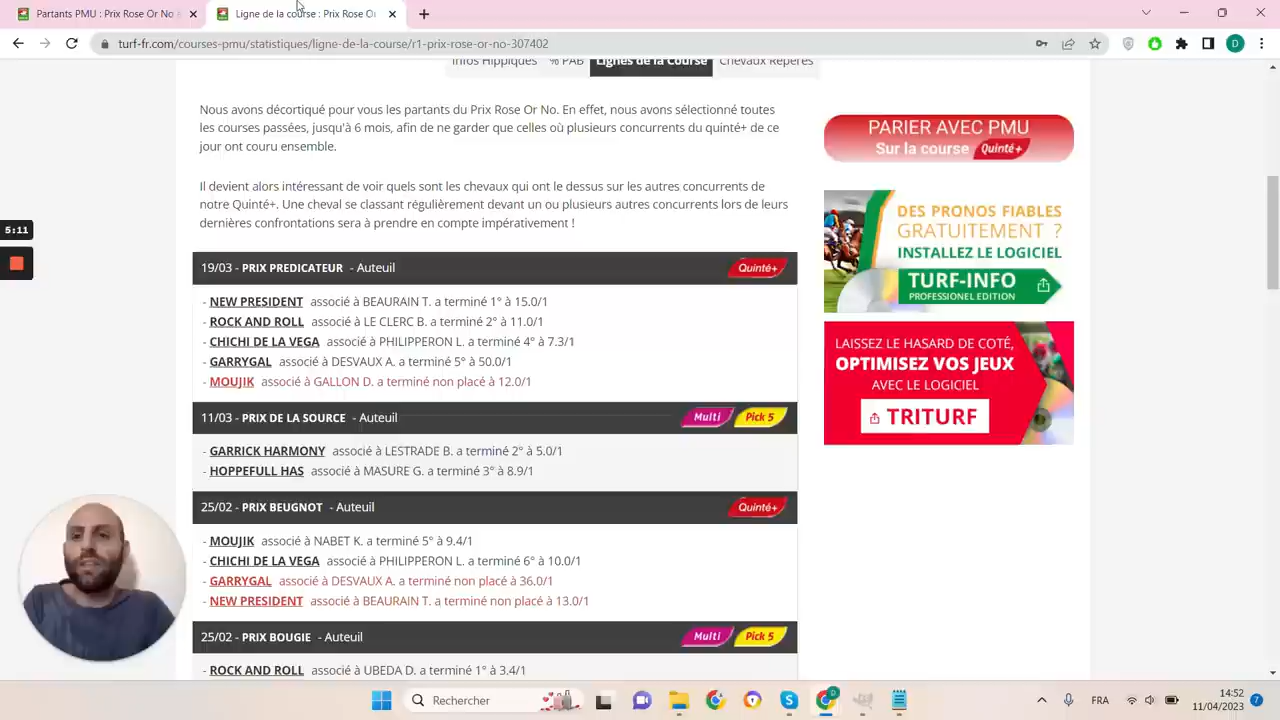 Partants PMU : Prix Rose Or No
Ligne de la course : Prix Rose Or
turf-fr.com/courses-pmu/statistiques/ligne-de-la-course/r1-prix-rose-or-no-307402
D
Infos Hippiques
% PAB
Lignes de la Course
Chevaux Repérés
Nous avons décortiqué pour vous les partants du Prix Rose Or No. En effet, nous avons sélectionné toutes
les courses passées, jusqu'à 6 mois, afin de ne garder que celles où plusieurs concurrents du quinté+ de ce
jour ont couru ensemble.
Il devient alors intéressant de voir quels sont les chevaux qui ont le dessus sur les autres concurrents de
notre Quinté+. Une cheval se classant régulièrement devant un ou plusieurs autres concurrents lors de leurs
dernières confrontations sera à prendre en compte impérativement !
19/03 - PRIX PREDICATEUR - Auteuil
Quinté+
- NEW PRESIDENT associé à BEAURAIN T. a terminé 1° à 15.0/1
- ROCK AND ROLL associé à LE CLERC B. a terminé 2° à 11.0/1
- CHICHI DE LA VEGA associé à PHILIPPERON L. a terminé 4° à 7.3/1
- GARRYGAL associé à DESVAUX A. a terminé 5° à 50.0/1
- MOUJIK associé à GALLON D. a terminé non placé à 12.0/1
11/03 - PRIX DE LA SOURCE - Auteuil
Multi
Pick 5
- GARRICK HARMONY associé à LESTRADE B. a terminé 2° à 5.0/1
- HOPPEFULL HAS associé à MASURE G. a terminé 3° à 8.9/1
25/02 - PRIX BEUGNOT - Auteuil
Quinté+
- MOUJIK associé à NABET K. a terminé 5° à 9.4/1
- CHICHI DE LA VEGA associé à PHILIPPERON L. a terminé 6° à 10.0/1
- GARRYGAL associé à DESVAUX A. a terminé non placé à 36.0/1
- NEW PRESIDENT associé à BEAURAIN T. a terminé non placé à 13.0/1
25/02 - PRIX BOUGIE - Auteuil
Multi
Pick 5
- ROCK AND ROLL associé à UBEDA D. a terminé 1° à 3.4/1
PARIER AVEC PMU
Sur la course Quinté+
DES PRONOS FIABLES
GRATUITEMENT ?
INSTALLEZ LE LOGICIEL
TURF-INFO
PROFESIONEL EDITION
LAISSEZ LE HASARD DE COTÉ,
OPTIMISEZ VOS JEUX
AVEC LE LOGICIEL
TRITURF
5:11
Rechercher
FRA
14:52
11/04/2023
7